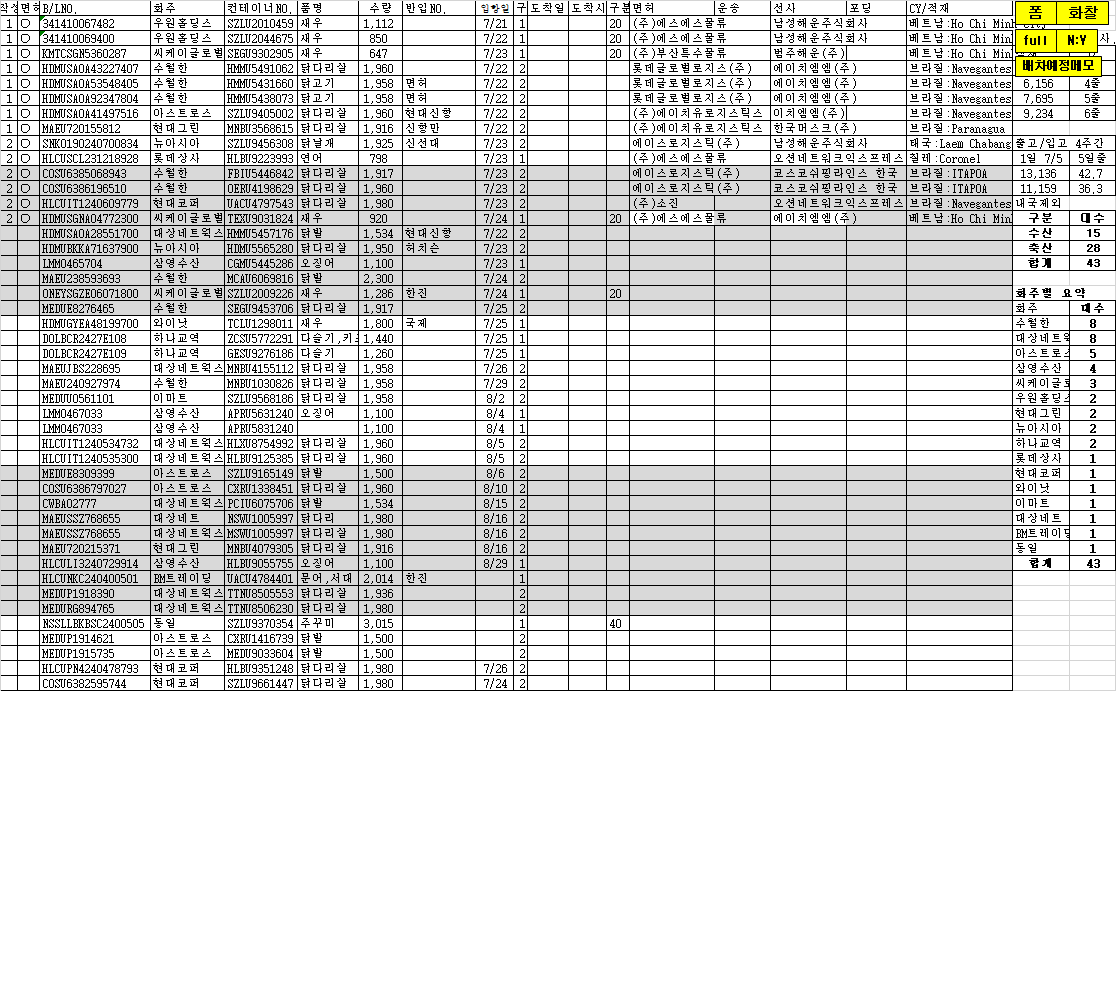 작성 면허 B/LNO. 화주 컨테이너NO. 품명 수량 반입NO. 입항일 구 도착일 도착시 구분 면허 운송 선사 포딩 CY/적재 폼 화찰
1 O 341410067482 우원홀딩스 SZLU2010459 새우 1,112 7/21 1 20 (주)에스에스물류 남성해운주식회사 베트남:Ho Chi Minh City
1 O 341410069400 우원홀딩스 SZLU2044675 새우 850 7/22 1 20 (주)에스에스물류 남성해운주식회사 베트남:Ho Chi Minh full N:Y
1 O KMTCSGN5360287 씨케이글로벌 SEGU9302905 새우 647 7/23 1 20 (주)부산특수물류 범주해운(주) 베트남:Ho Chi Minh
1 O HDMUSAOA43227407 수월한 HMMU5491062 닭다리살 1,960 7/22 2 롯데글로벌로지스(주) 에이치엠엠(주) 브라질:Navegantes 배차예정메모
1 O HDMUSAOA53548405 수월한 HMMU5431660 닭고기 1,958 면허 7/22 2 롯데글로벌로지스(주) 에이치엠엠(주) 브라질:Navegantes 6,156 4줄
1 O HDMUSAOA92347804 수월한 HMMU5438073 닭고기 1,958 면허 7/22 2 롯데글로벌로지스(주) 에이치엠엠(주) 브라질:Navegantes 7,695 5줄
1 O HDMUSAOA41497516 아스트로스 SZLU9405002 닭다리살 1,960 현대신항 7/22 2 (주)에이치유로지스틱스 이치엠엠(주) 브라질:Navegantes 9,234 6줄
1 O MAEU720155812 현대그린 MNBU3568615 닭다리살 1,916 신항만 7/22 2 (주)에이치유로지스틱스 한국머스크(주) 브라질:Paranagua
2 O SNKO190240700834 뉴아시아 SZLU9456308 닭날개 1,925 신선대 7/23 2 에이스로지스틱(주) 남성해운주식회사 태국:Laem Chabang 출고/입고 4주간
2 O HLCUSCL231218928 롯데상사 HLBU9223993 연어 798 7/23 1 (주)에스에스물류 오션네트워크익스프레스 칠레:Coronel 1일 7/5 5일줄
2 O COSU6385068943 수월한 FBIU5446842 닭다리살 1,917 7/23 2 에이스로지스틱(주) 코스코쉬핑라인스 한국 브라질:ITAPOA 13,136 42,7
2 O COSU6386196510 수월한 OERU4198629 닭다리살 1,960 7/23 2 에이스로지스틱(주) 코스코쉬핑라인스 한국 브라질:ITAPOA 11,159 36,3
2 O HLCUIT1240609779 현대코퍼 UACU4797543 닭다리살 1,980 7/23 2 (주)소진 오션네트워크익스프레스 브라질:Navegantes 내국제외
2 O HDMUSGNA04772300 씨케이글로벌 TEXU9031824 새우 920 7/24 1 20 (주)에스에스물류 에이치엠엠(주) 베트남:Ho Chi Minh 구분 대수
HDMUSAOA28551700 대상네트웍스 HMMU5457176 닭발 1,534 현대신항 7/22 2 수산 15
HDMUBKKA71637900 뉴아시아 HDMU5565280 닭다리살 1,950 허치슨 7/23 2 축산 28
LMM0465704 삼영수산 CGMU5445286 오징어 1,100 7/23 1 합계 43
MAEU238593693 수월한 MCAU6069816 닭발 2,300 7/24 2
ONEYSGZE06071800 씨케이글로벌 SZLU2009226 새우 1,286 한진 7/24 1 20 화주별 요약
MEDUE8276465 수월한 SEGU9453706 닭다리살 1,917 7/25 2 화주 대수
HDMUGYEA48199700 와이낫 TCLU1298011 새우 1,800 국제 7/25 1 수월한 8
DOLBCR2427E108 하나교역 ZCSU5772291 다슬기,키조 1,440 7/25 1 대상네트웍 8
DOLBCR2427E109 하나교역 GESU9276186 다슬기 1,260 7/25 1 아스트로스 5
MAEUJBS228695 대상네트웍스 MNBU4155112 닭다리살 1,958 7/26 2 삼영수산 4
MAEU240927974 수월한 MNBU1030826 닭다리살 1,958 7/29 2 씨케이글로 3
MEDUU0561101 이마트 SZLU9568186 닭다리살 1,958 8/2 2 우원홀딩스 2
LMM0467033 삼영수산 APRU5631240 오징어 1,100 8/4 1 현대그린 2
LMM0467033 삼영수산 APRU5831240 1,100 8/4 1 뉴아시아 2
HLCUIT1240534732 대상네트웍스 HLXU8754992 닭다리살 1,960 8/5 2 하나교역 2
HLCUIT1240535300 대상네트웍스 HLBU9125385 닭다리살 1,960 8/5 2 롯데상사 1
MEDUE8309399 아스트로스 SZLU9165149 닭발 1,500 8/6 2 현대코퍼 1
COSU6386797027 아스트로스 CXRU1338451 닭다리살 1,960 8/10 2 와이낫 1
CWBA02777 대상네트웍스 PCIU6075706 닭발 1,534 8/15 2 이마트 1
MAEUSSZ768655 대상네트 NSWU1005997 닭다리 1,980 8/16 2 대상네트 1
MAEUSSZ768655 대상네트웍스 MSWU1005997 닭다리살 1,980 8/16 2 BM트레이딩 1
MAEU720215371 현대그린 MNBU4079305 닭다리살 1,916 8/16 2 동일 1
HLCULI3240729914 삼영수산 HLBU9055755 오징어 1,100 8/29 1 합계 43
HLCUNKC240400501 BM트레이딩 UACU4784401 문어,서대 2,014 한진 1
MEDUP1918390 대상네트웍스 TTNU8505553 닭다리살 1,936 2
MEDURG894765 대상네트웍스 TTNU8506230 닭다리살 1,980 2
NSSLLBKBSC2400505 동일 SZLU9370354 주꾸미 3,015 1 40
MEDUP1914621 아스트로스 CXRU1416739 닭발 1,500 2
MEDUP1915735 아스트로스 MEDU9033604 닭발 1,500 2
HLCUPN4240478793 현대코퍼 HLBU9351248 닭다리살 1,980 7/26 2
COSU6382595744 현대코퍼 SZLU9661447 닭다리살 1,980 7/24 2